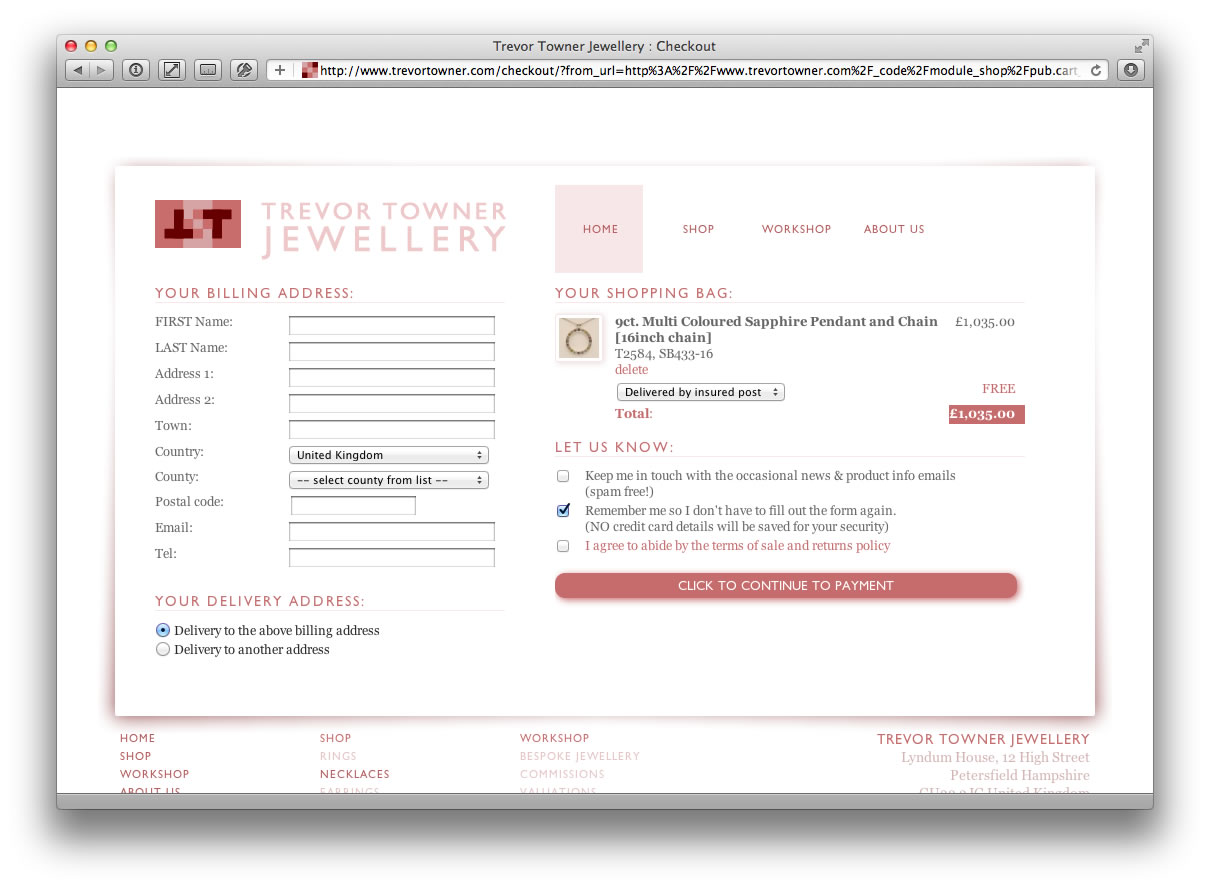 Trevor Towner Jewellery : Checkout
http://www.trevortowner.com/checkout/?from_url=http%3A%2F%2Fwww.trevortowner.com%2F_code%2Fmodule_shop%2Fpub.cart
TREVOR TOWNER
JEWELLERY
HOME
SHOP
WORKSHOP
ABOUT US
YOUR BILLING ADDRESS:
FIRST Name:
LAST Name:
Address 1:
Address 2:
Town:
Country:
United Kingdom
County:
-- select county from list --
Postal code:
Email:
Tel:
YOUR DELIVERY ADDRESS:
Delivery to the above billing address
Delivery to another address
YOUR SHOPPING BAG:
9ct. Multi Coloured Sapphire Pendant and Chain £1,035.00
[16inch chain]
T2584, SB433-16
delete
Delivered by insured post FREE
Total: £1,035.00
LET US KNOW:
Keep me in touch with the occasional news & product info emails
(spam free!)
Remember me so I don't have to fill out the form again.
(NO credit card details will be saved for your security)
I agree to abide by the terms of sale and returns policy
CLICK TO CONTINUE TO PAYMENT
HOME
SHOP
WORKSHOP
ABOUT US
SHOP
RINGS
NECKLACES
EARRINGS
WORKSHOP
BESPOKE JEWELLERY
COMMISSIONS
VALUATIONS
TREVOR TOWNER JEWELLERY
Lyndum House, 12 High Street
Petersfield Hampshire
United Kingdom